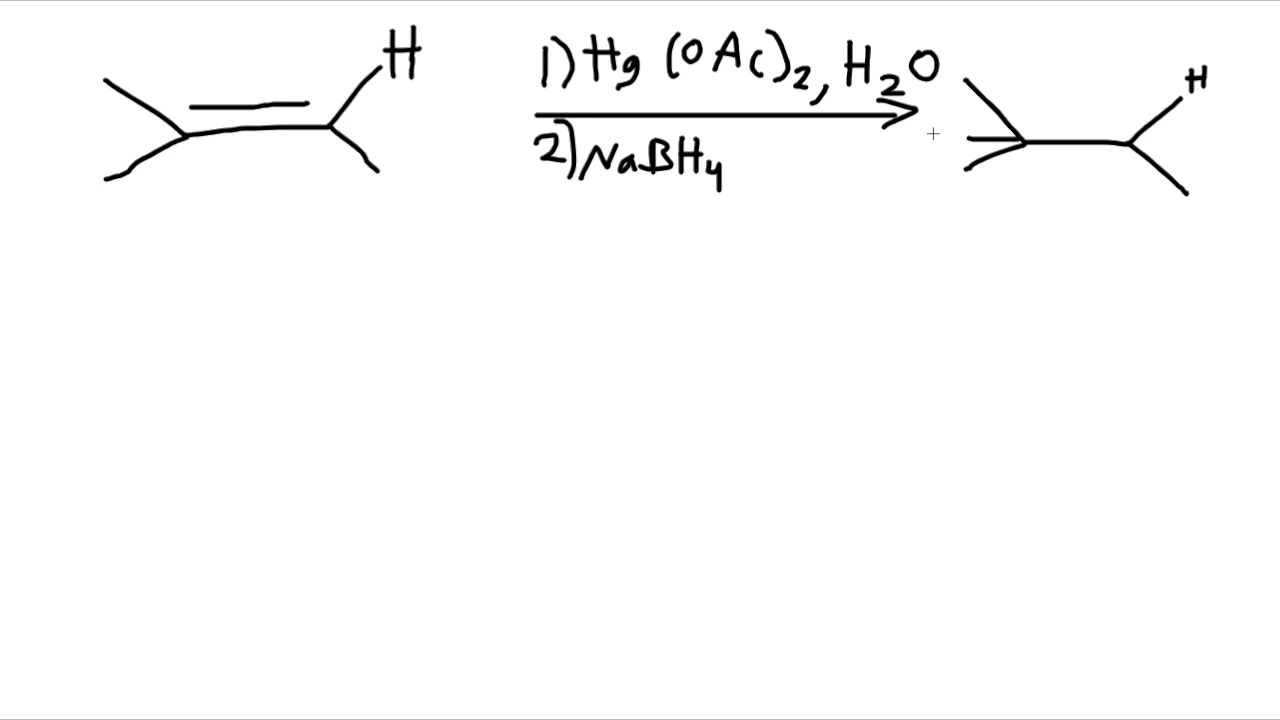 H
1) Hg (OAc)₂, H₂O
2) NaBH₄
H